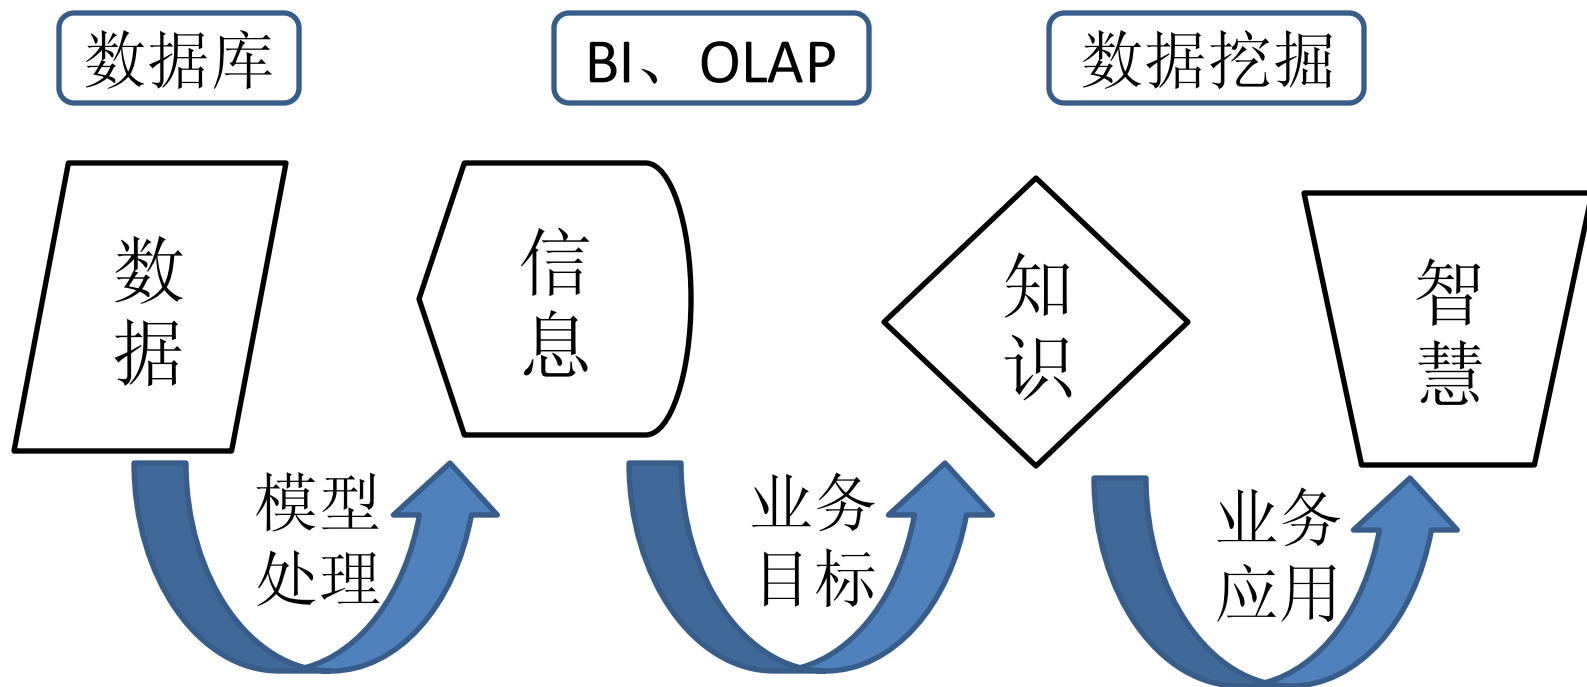 数据库
BI、OLAP
数据挖掘
数
据
信
息
知
识
智
慧
模型
处理
业务
目标
业务
应用